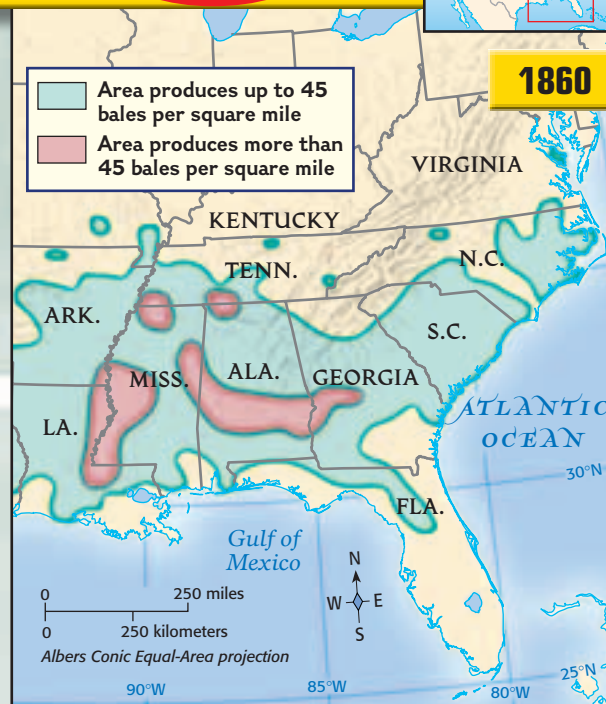 1860
Area produces up to 45
bales per square mile
Area produces more than
45 bales per square mile
VIRGINIA
KENTUCKY
TENN.
N.C.
ARK.
S.C.
MISS.
ALA.
GEORGIA
LA.
ATLANTIC
OCEAN
30°N
FLA.
Gulf of
Mexico
N
W E
S
0 250 miles
0 250 kilometers
Albers Conic Equal-Area projection
25°N
90°W
85°W
80°W